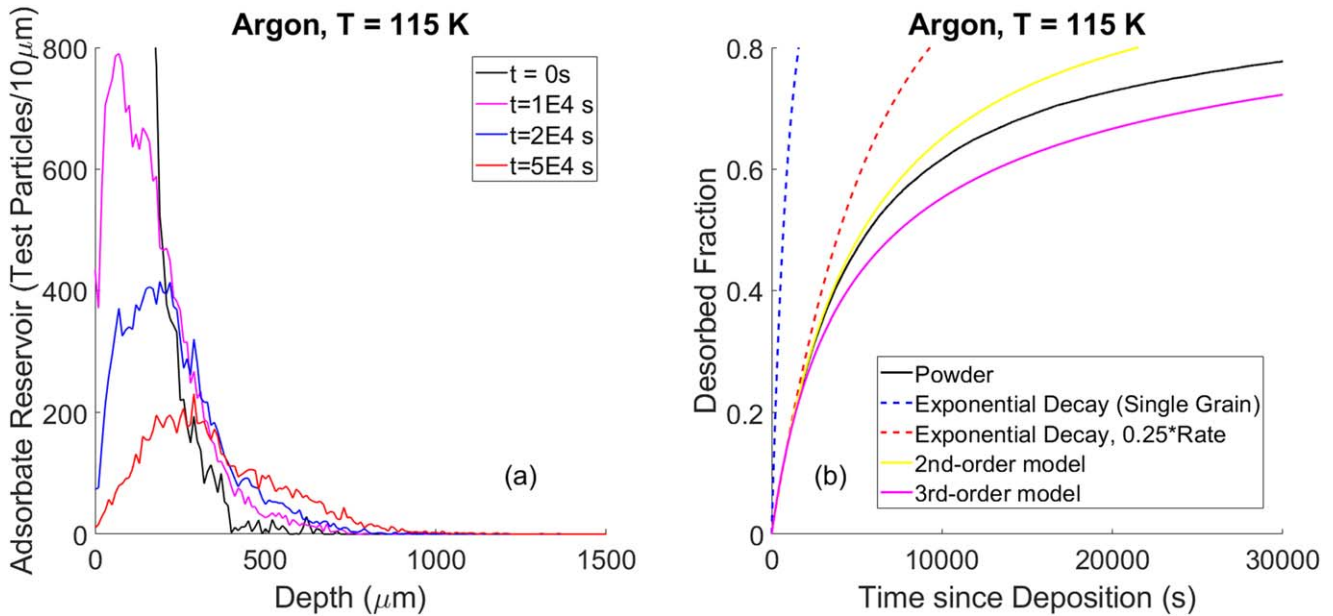 Argon, T = 115 K
Adsorbate Reservoir (Test Particles/10μm)
800
600
400
200
0
0
500
1000
1500
Depth (μm)
t = 0s
t=1E4 s
t=2E4 s
t=5E4 s
(a)
Argon, T = 115 K
Desorbed Fraction
0.8
0.6
0.4
0.2
0
0
10000
20000
30000
Time since Deposition (s)
(b)
Powder
Exponential Decay (Single Grain)
Exponential Decay, 0.25*Rate
2nd-order model
3rd-order model